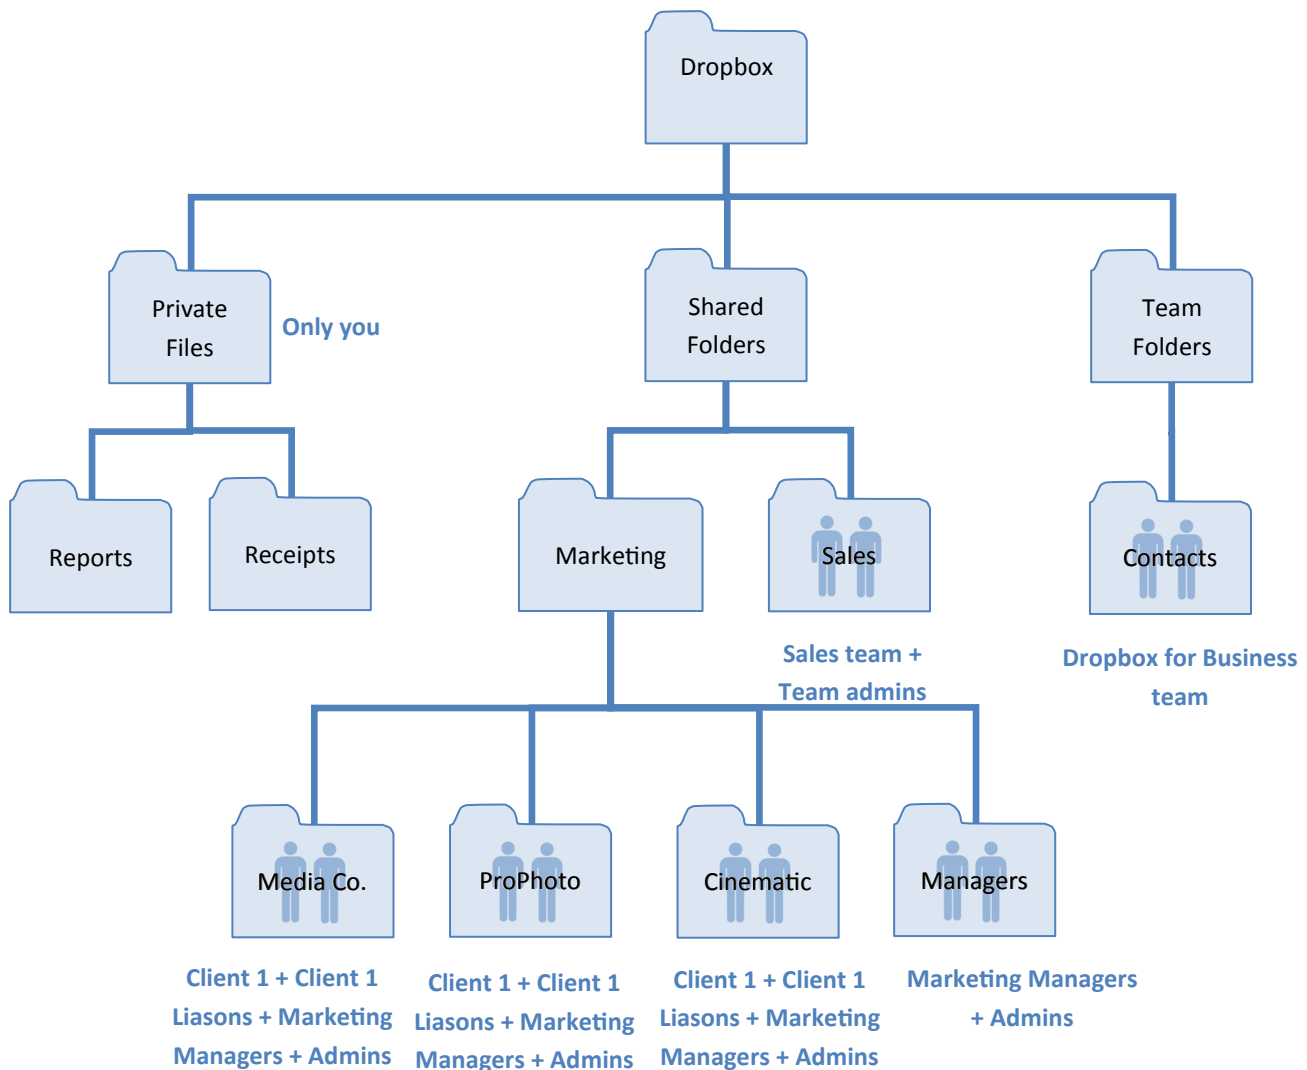 Dropbox
Private
Files
Only you
Shared
Folders
Team
Folders
Reports
Receipts
Marketing
Sales
Contacts
Sales team +
Team admins
Dropbox for Business
team
Media Co.
ProPhoto
Cinematic
Managers
Client 1 + Client 1
Liasons + Marketing
Managers + Admins
Client 1 + Client 1
Liasons + Marketing
Managers + Admins
Client 1 + Client 1
Liasons + Marketing
Managers + Admins
Marketing Managers
+ Admins